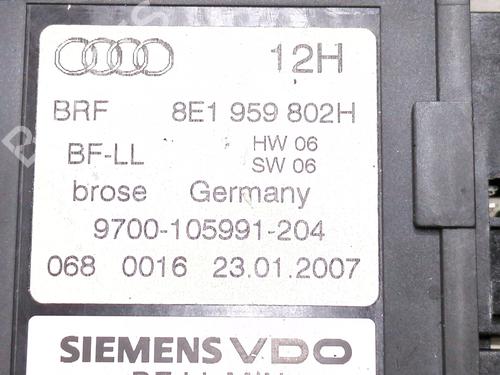 12H
BRF 8E1 959 802H
BF-LL HW 06
SW 06
brose Germany
9700-105991-204
068 0016 23.01.2007
SIEMENS VDO